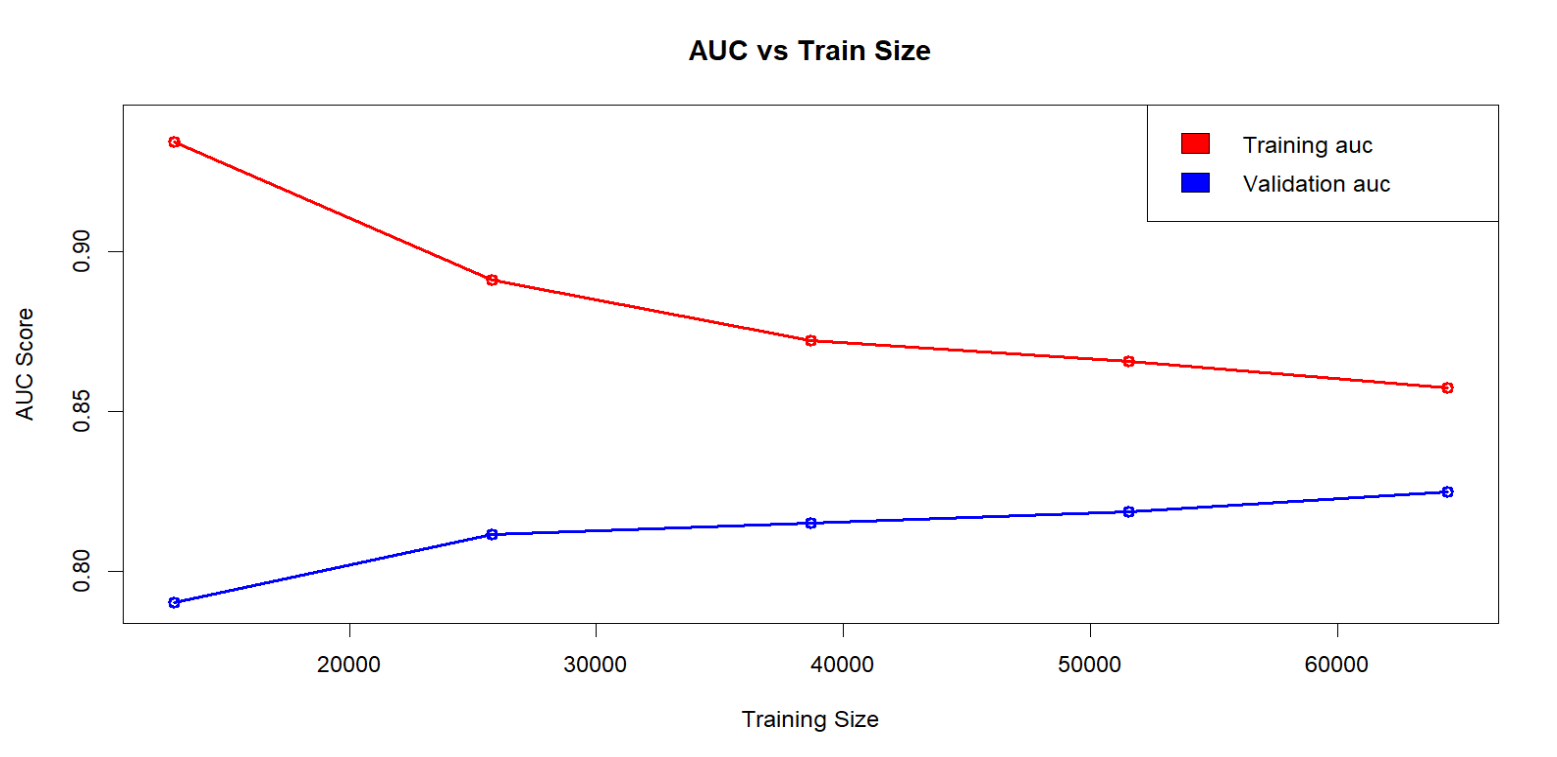 AUC vs Train Size
Training auc
Validation auc
0.90
0.85
0.80
AUC Score
20000 30000 40000 50000 60000
Training Size